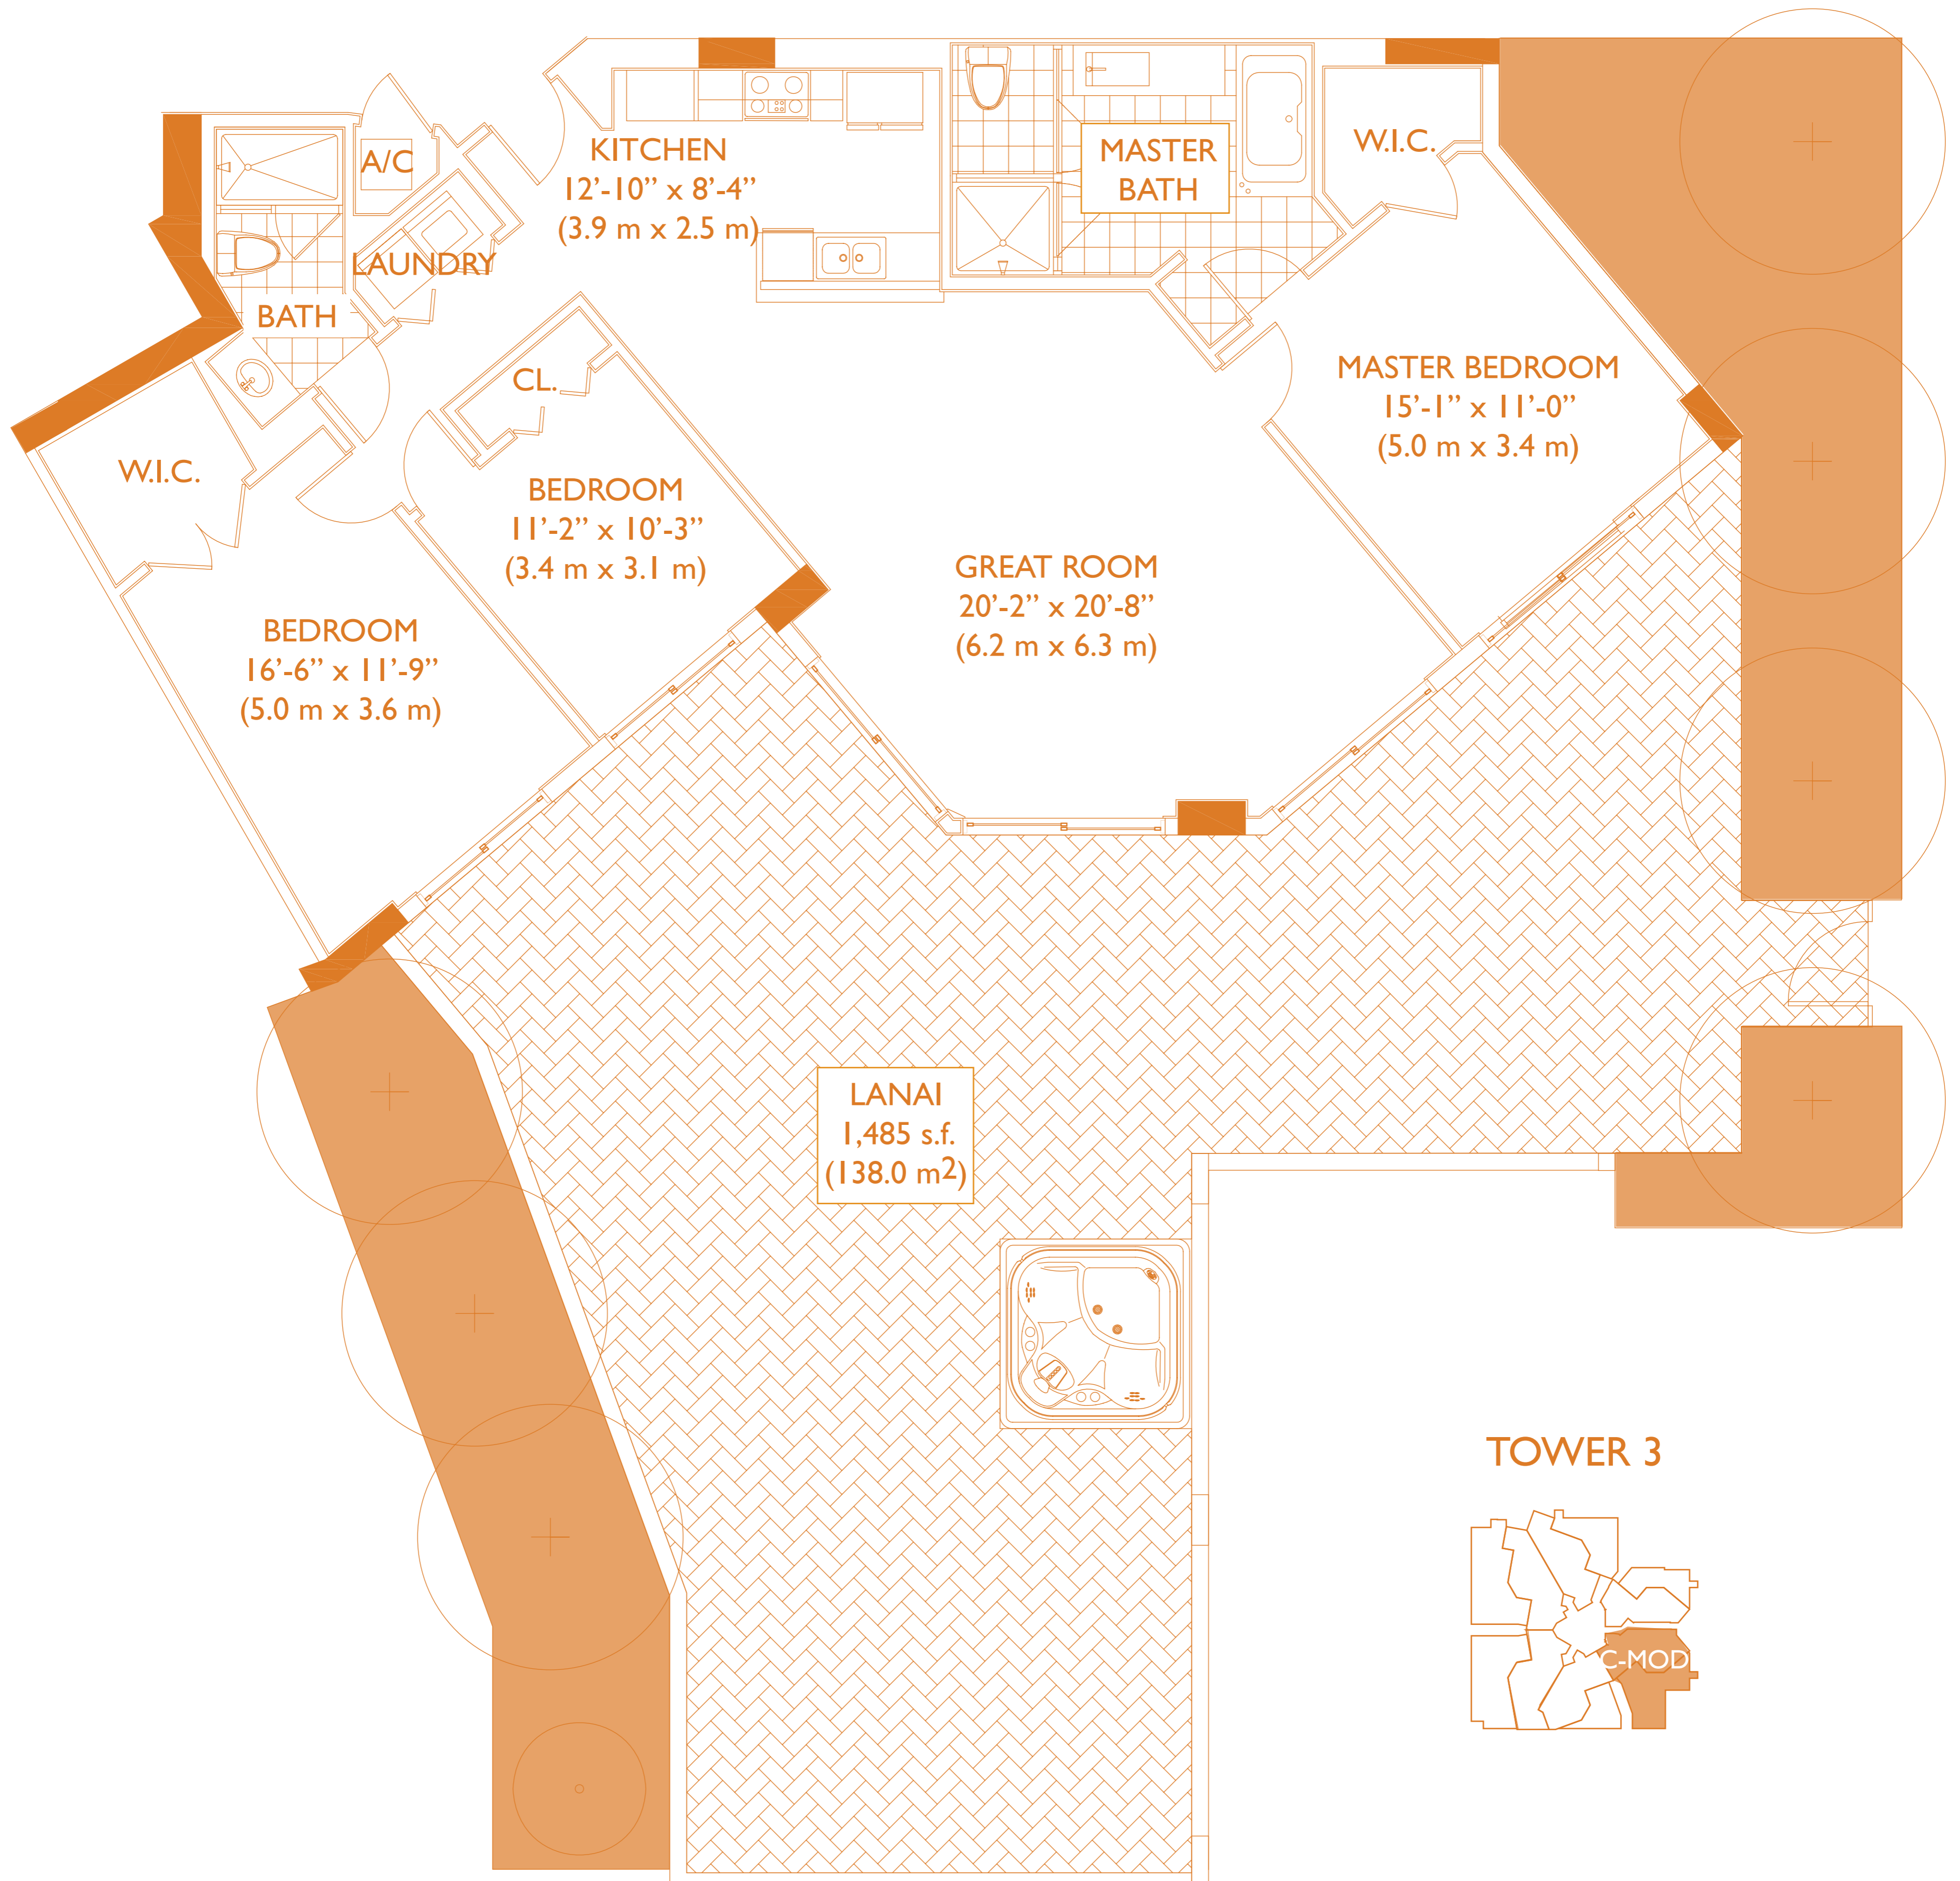 KITCHEN
12'-10" x 8'-4"
(3.9 m x 2.5 m)
MASTER
BATH
W.I.C.
A/C
LAUNDRY
BATH
CL.
W.I.C.
MASTER BEDROOM
15'-1" x 11'-0"
(5.0 m x 3.4 m)
BEDROOM
11'-2" x 10'-3"
(3.4 m x 3.1 m)
GREAT ROOM
20'-2" x 20'-8"
(6.2 m x 6.3 m)
BEDROOM
16'-6" x 11'-9"
(5.0 m x 3.6 m)
LANAI
1,485 s.f.
(138.0 m2)
TOWER 3
C-MOD